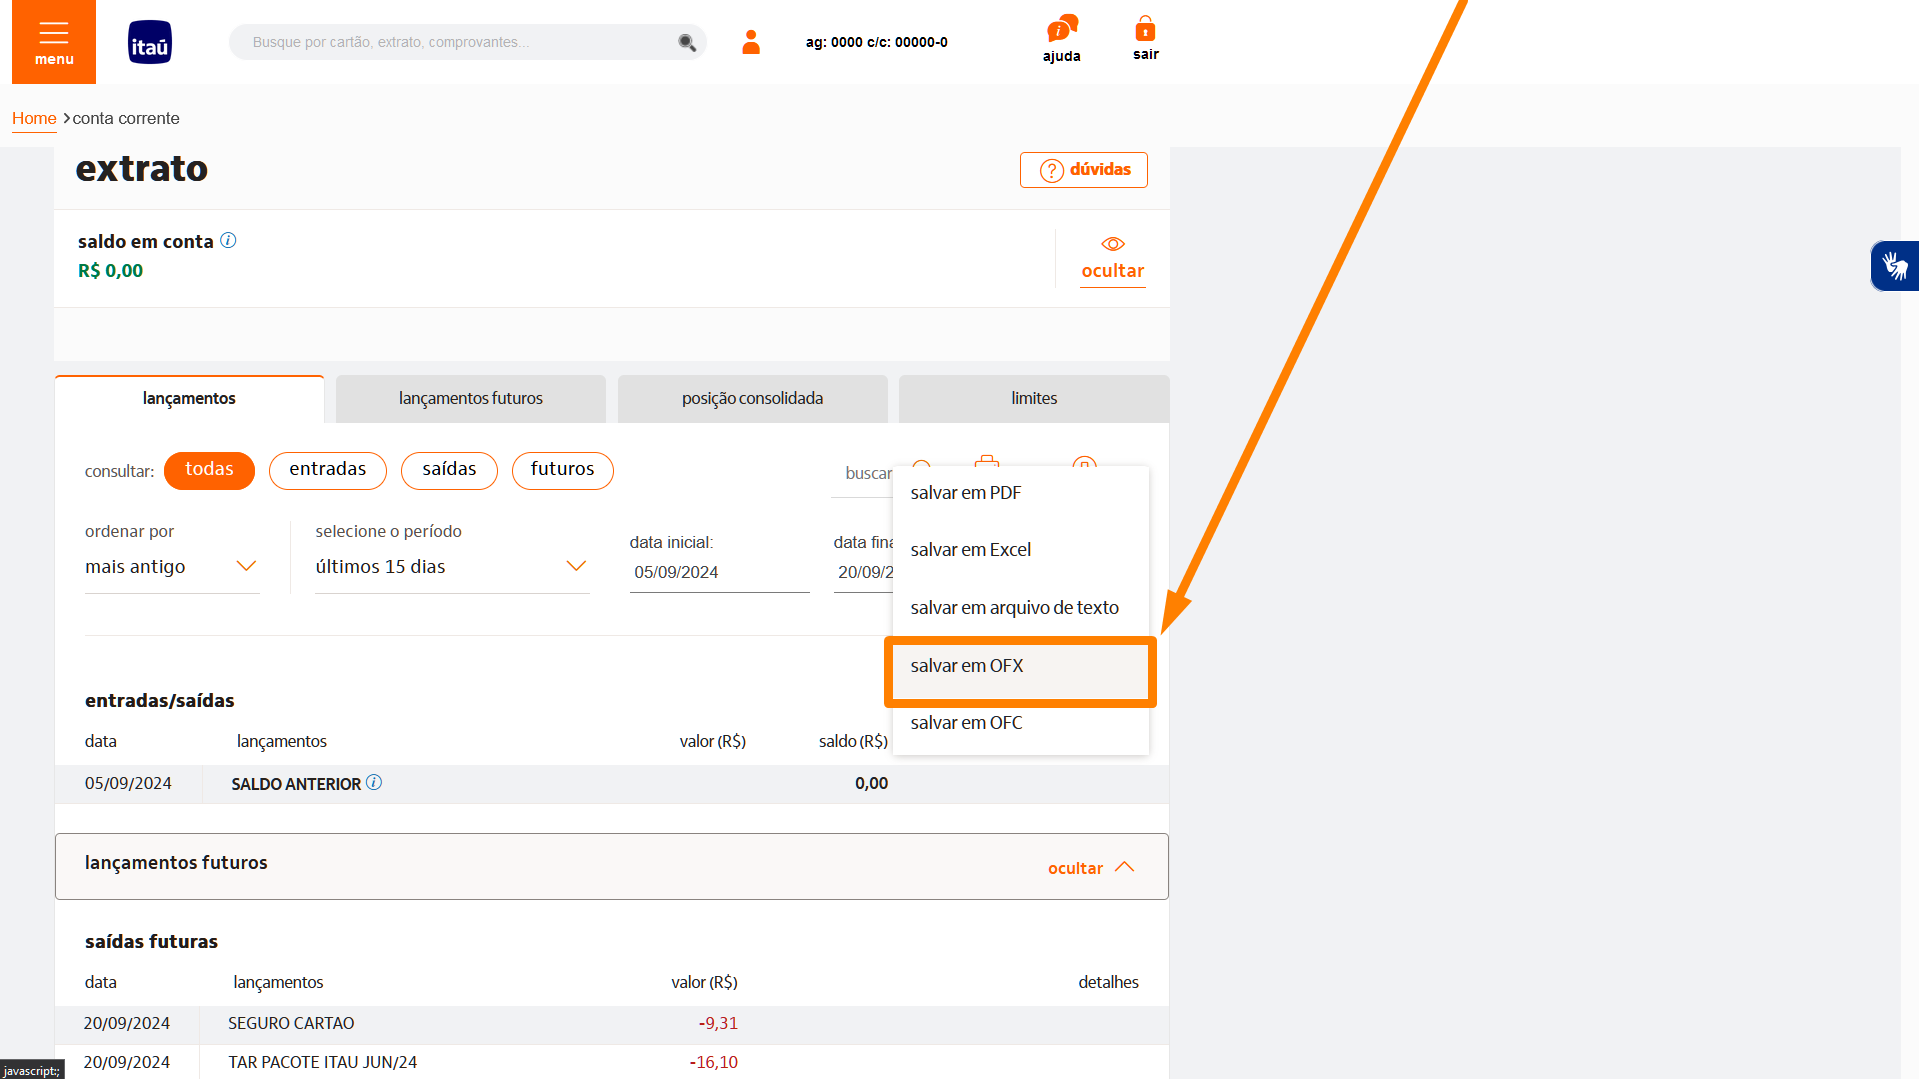 menu
itaú
Busque por cartão, extrato, comprovantes...
ag: 0000 c/c: 00000-0
ajuda
sair
Home > conta corrente
extrato
? dúvidas
saldo em conta i
R$ 0,00
ocultar
lançamentos
lançamentos futuros
posição consolidada
limites
consultar:
todas
entradas
saídas
futuros
buscar
salvar em PDF
salvar em Excel
salvar em arquivo de texto
salvar em OFX
salvar em OFC
ordenar por
mais antigo
selecione o período
últimos 15 dias
data inicial:
05/09/2024
data fina
20/09/2
entradas/saídas
data lançamentos valor (R$) saldo (R$)
05/09/2024 SALDO ANTERIOR i 0,00
lançamentos futuros
ocultar
saídas futuras
data lançamentos valor (R$) detalhes
20/09/2024 SEGURO CARTAO -9,31
20/09/2024 TAR PACOTE ITAU JUN/24 -16,10
javascript:;